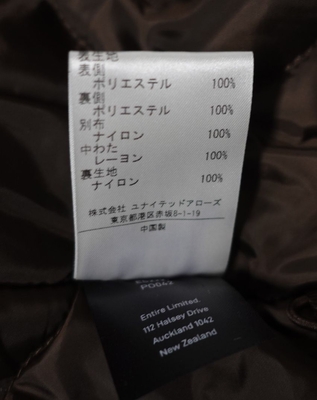 表生地
表側
ポリエステル 100%
裏側
ポリエステル 100%
別布
ナイロン 100%
中わた
レーヨン 100%
裏生地
ナイロン 100%
株式会社 ユナイテッドアローズ
東京都港区赤坂8-1-19
中国製
Entire Limited.
112 Halsey Drive
Auckland 1042
New Zealand